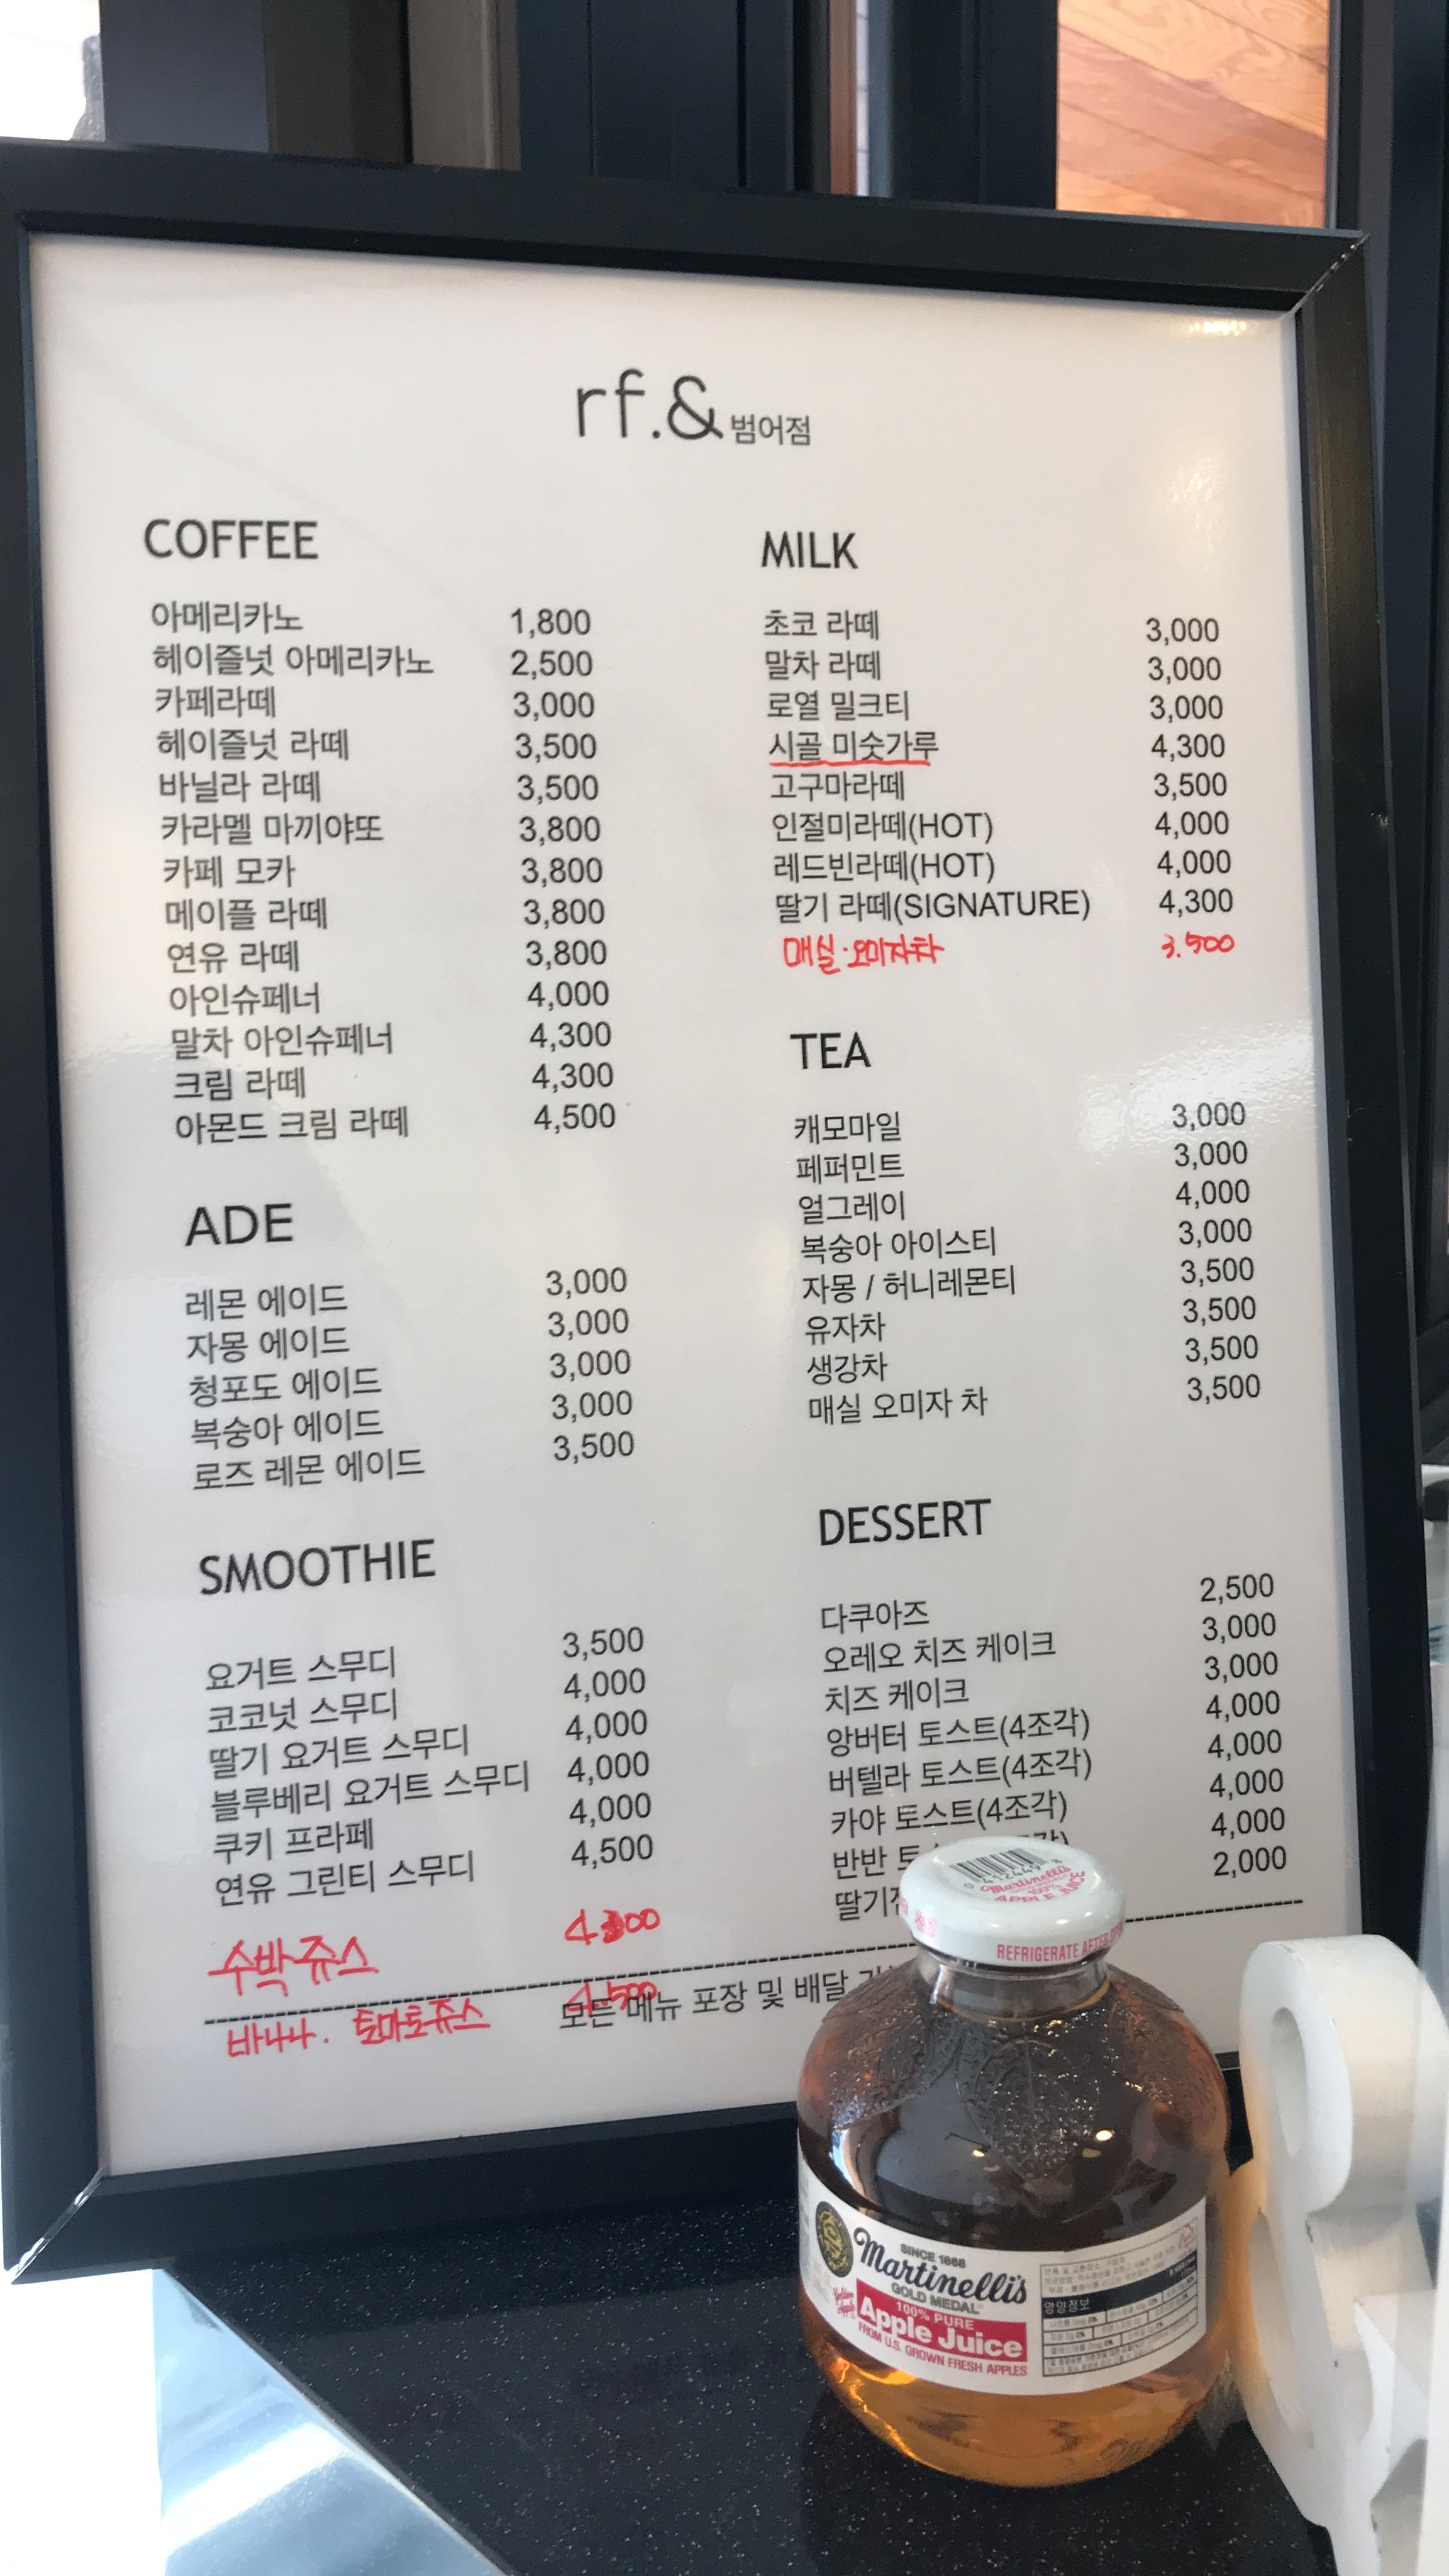 rf.& 범어점
COFFEE
아메리카노 1,800
헤이즐넛 아메리카노 2,500
카페라떼 3,000
헤이즐넛 라떼 3,500
바닐라 라떼 3,500
카라멜 마끼야또 3,800
카페 모카 3,800
메이플 라떼 3,800
연유 라떼 3,800
아인슈페너 4,000
말차 아인슈페너 4,300
크림 라떼 4,300
아몬드 크림 라떼 4,500
ADE
레몬 에이드 3,000
자몽 에이드 3,000
청포도 에이드 3,000
복숭아 에이드 3,000
로즈 레몬 에이드 3,500
SMOOTHIE
요거트 스무디 3,500
코코넛 스무디 4,000
딸기 요거트 스무디 4,000
블루베리 요거트 스무디 4,000
쿠키 프라페 4,000
연유 그린티 스무디 4,500
수박쥬스
바나나. 토마토쥬스 4.500
MILK
초코 라떼 3,000
말차 라떼 3,000
로열 밀크티 3,000
시골 미숫가루 4,300
고구마라떼 3,500
인절미라떼(HOT) 4,000
레드빈라떼(HOT) 4,000
딸기 라떼(SIGNATURE) 4,300
매실·오미자차 3.500
TEA
캐모마일 3,000
페퍼민트 3,000
얼그레이 4,000
복숭아 아이스티 3,000
자몽 / 허니레몬티 3,500
유자차 3,500
생강차 3,500
매실 오미자 차 3,500
DESSERT
다쿠아즈 2,500
오레오 치즈 케이크 3,000
치즈 케이크 3,000
앙버터 토스트(4조각) 4,000
버텔라 토스트(4조각) 4,000
카야 토스트(4조각) 4,000
반반 4,000
2,000
모든 메뉴 포장 및 배달
Martinelli's
100%
APPLE JUICE
REFRIGERATE AFTER
SINCE 1868
Martinelli's
GOLD MEDAL
100% PURE
Apple Juice
FROM U.S. GROWN FRESH APPLES
영양정보